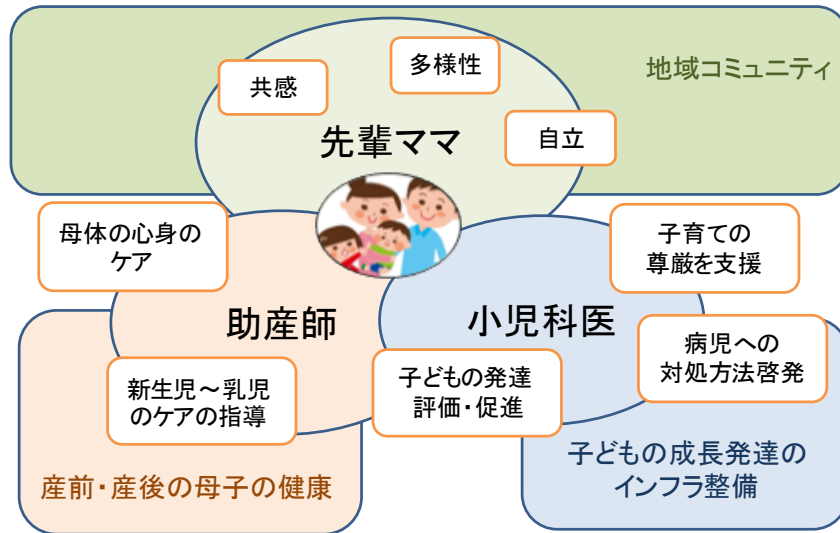 多様性
地域コミュニティ
共感
先輩ママ
自立
母体の心身の
ケア
子育ての
尊厳を支援
助産師
小児科医
病児への
対処方法啓発
新生児～乳児
のケアの指導
子どもの発達
評価・促進
産前・産後の母子の健康
子どもの成長発達の
インフラ整備